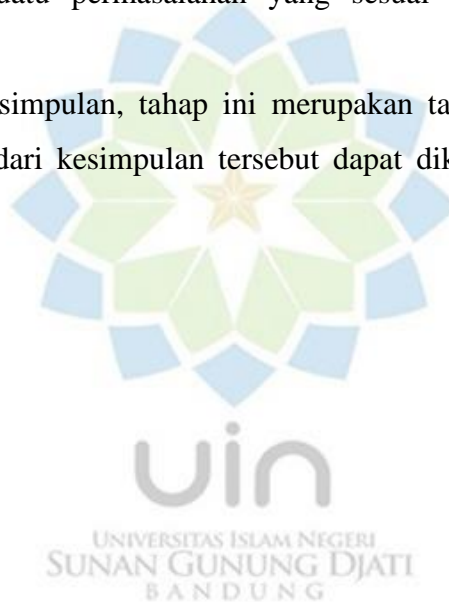 permasalahan yang sesuai
simpulan, tahap ini merupakan ta
dari kesimpulan tersebut dapat dik
uin
UNIVERSITAS ISLAM NEGERI
SUNAN GUNUNG DJATI
BANDUNG